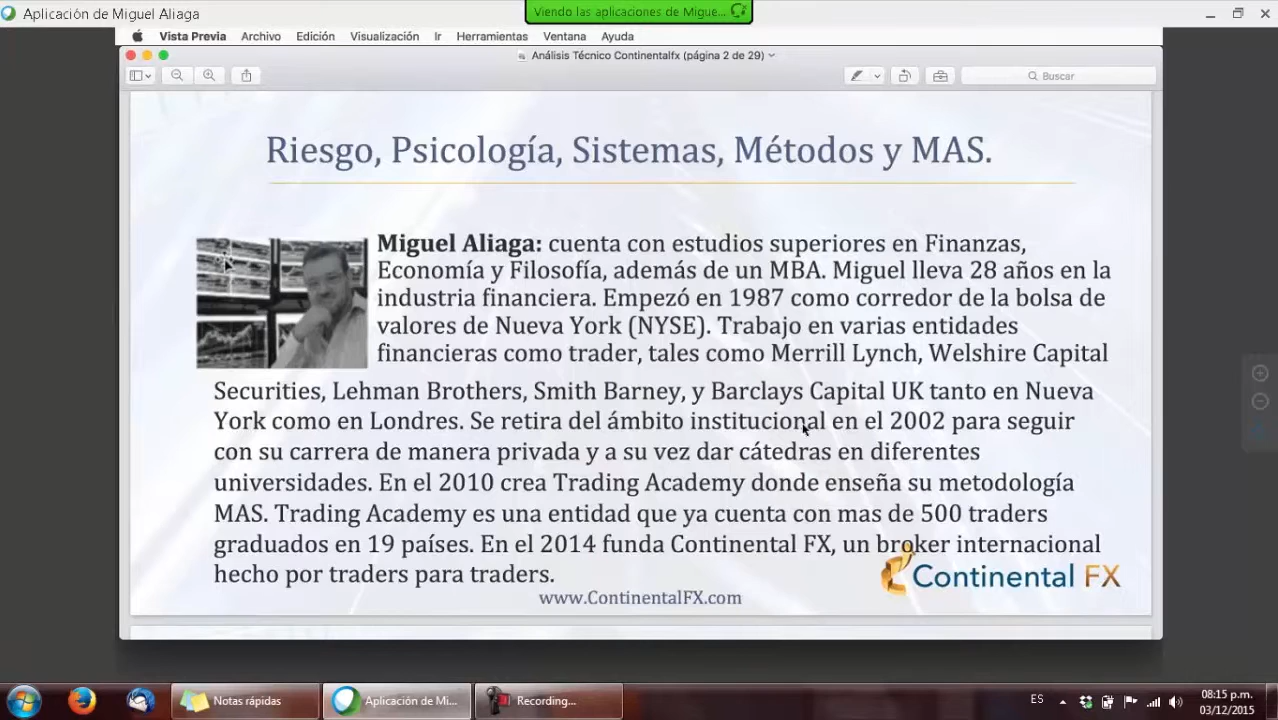 Aplicación de Miguel Aliaga
Viendo las aplicaciones de Migue...
Vista Previa Archivo Edición Visualización Ir Herramientas Ventana Ayuda
Análisis Técnico Continentalfx (página 2 de 29)
Buscar
Riesgo, Psicología, Sistemas, Métodos y MAS.
Miguel Aliaga: cuenta con estudios superiores en Finanzas,
Economía y Filosofía, además de un MBA. Miguel lleva 28 años en la
industria financiera. Empezó en 1987 como corredor de la bolsa de
valores de Nueva York (NYSE). Trabajo en varias entidades
financieras como trader, tales como Merrill Lynch, Welshire Capital
Securities, Lehman Brothers, Smith Barney, y Barclays Capital UK tanto en Nueva
York como en Londres. Se retira del ámbito institucional en el 2002 para seguir
con su carrera de manera privada y a su vez dar cátedras en diferentes
universidades. En el 2010 crea Trading Academy donde enseña su metodología
MAS. Trading Academy es una entidad que ya cuenta con mas de 500 traders
graduados en 19 países. En el 2014 funda Continental FX, un broker internacional
hecho por traders para traders.
Continental FX
www.ContinentalFX.com
Notas rápidas
Aplicación de Mi...
Recording...
ES
08:15 p.m.
03/12/2015